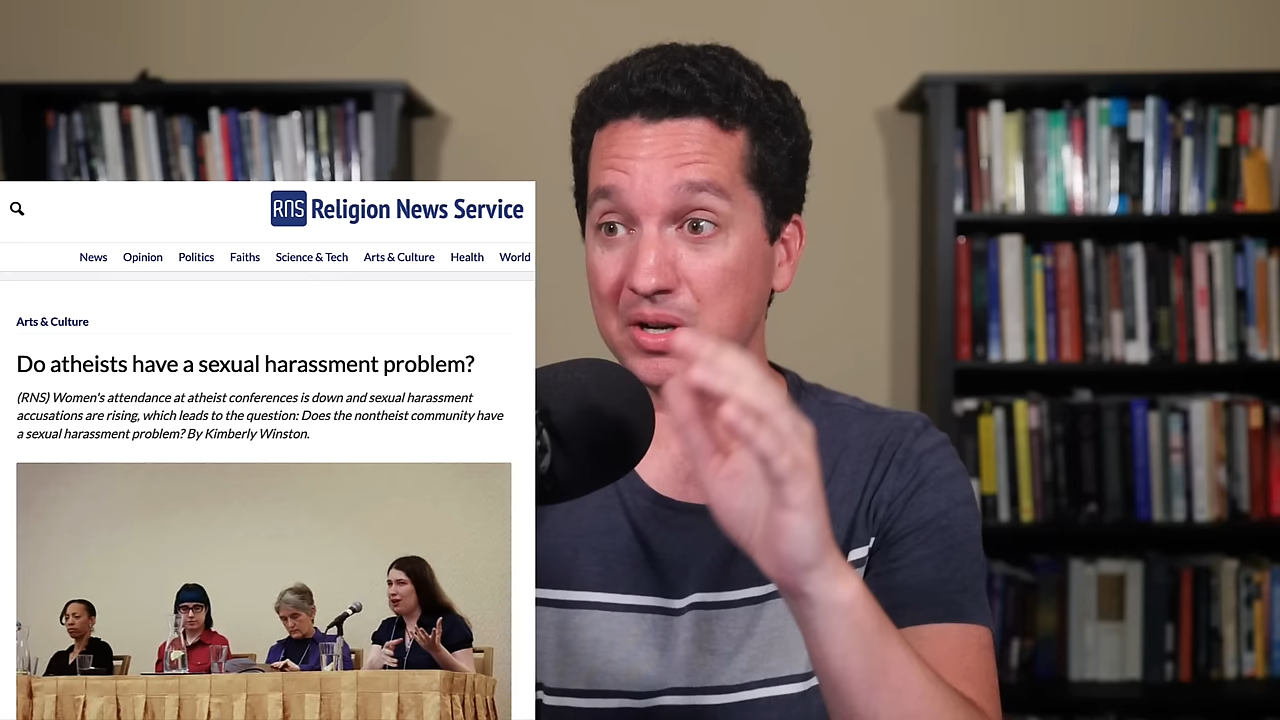 RNS Religion News Service
News Opinion Politics Faiths Science & Tech Arts & Culture Health World
Arts & Culture
Do atheists have a sexual harassment problem?
(RNS) Women's attendance at atheist conferences is down and sexual harassment
accusations are rising, which leads to the question: Does the nontheist community have
a sexual harassment problem? By Kimberly Winston.